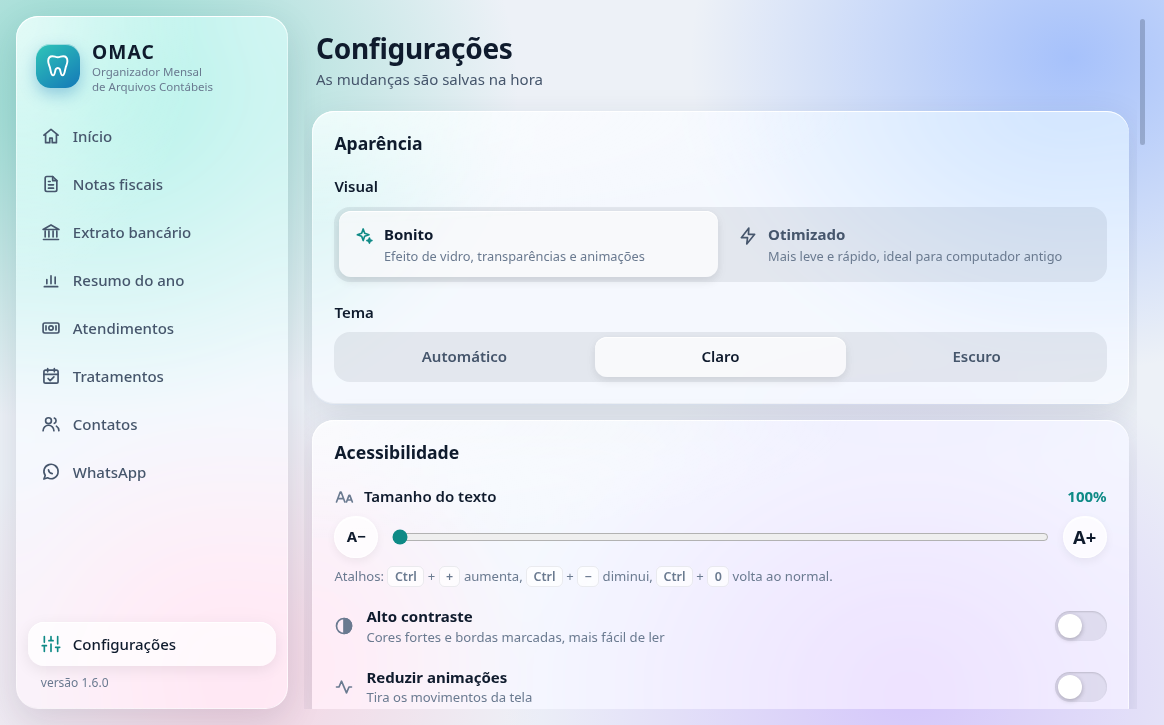 OMAC
Organizador Mensal
de Arquivos Contábeis
Início
Notas fiscais
Extrato bancário
Resumo do ano
Atendimentos
Tratamentos
Contatos
WhatsApp
Configurações
versão 1.6.0
Configurações
As mudanças são salvas na hora
Aparência
Visual
Bonito
Efeito de vidro, transparências e animações
Otimizado
Mais leve e rápido, ideal para computador antigo
Tema
Automático Claro Escuro
Acessibilidade
Tamanho do texto 100%
A− A+
Atalhos: Ctrl + + aumenta, Ctrl + − diminui, Ctrl + 0 volta ao normal.
Alto contraste
Cores fortes e bordas marcadas, mais fácil de ler
Reduzir animações
Tira os movimentos da tela